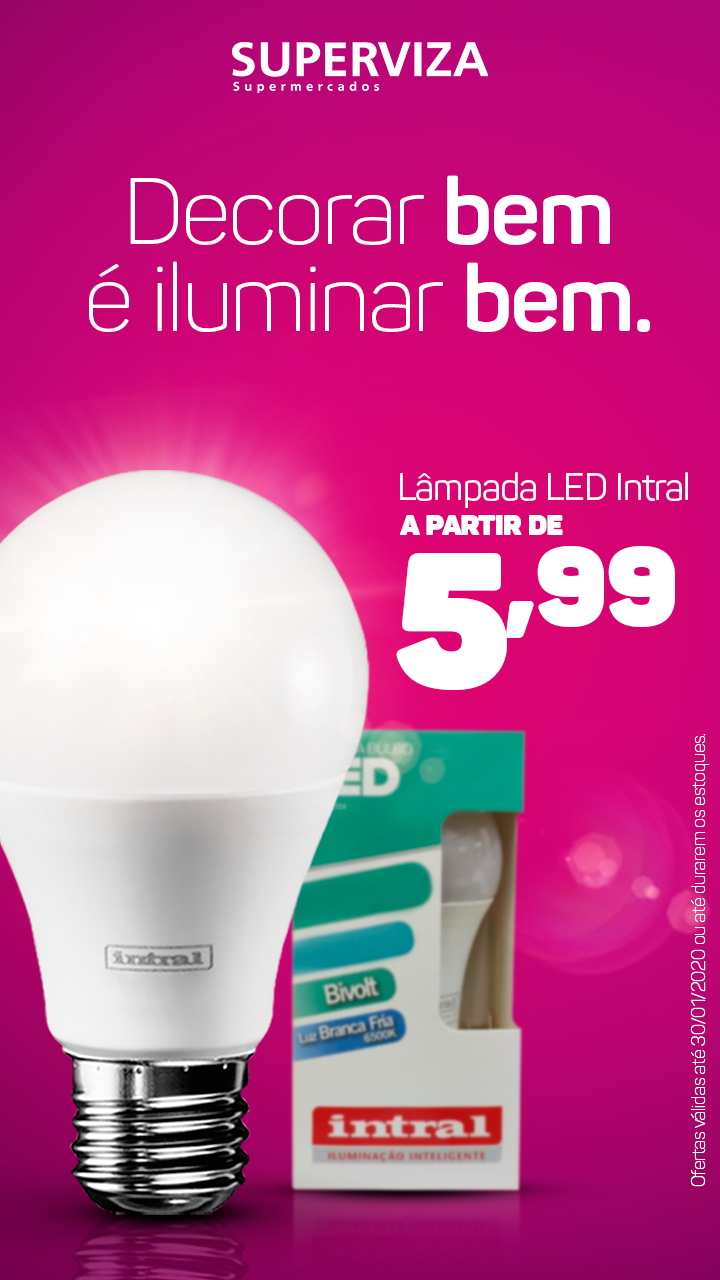 SUPERVIZA
Supermercados
Decorar bem
é iluminar bem.
Lâmpada LED Intral
A PARTIR DE
5,99
ED
intral
Bivolt
Luz Branca Fria
6500K
intral
ILUMINAÇÃO INTELIGENTE
Ofertas válidas até 30/01/2020 ou até durarem os estoques.